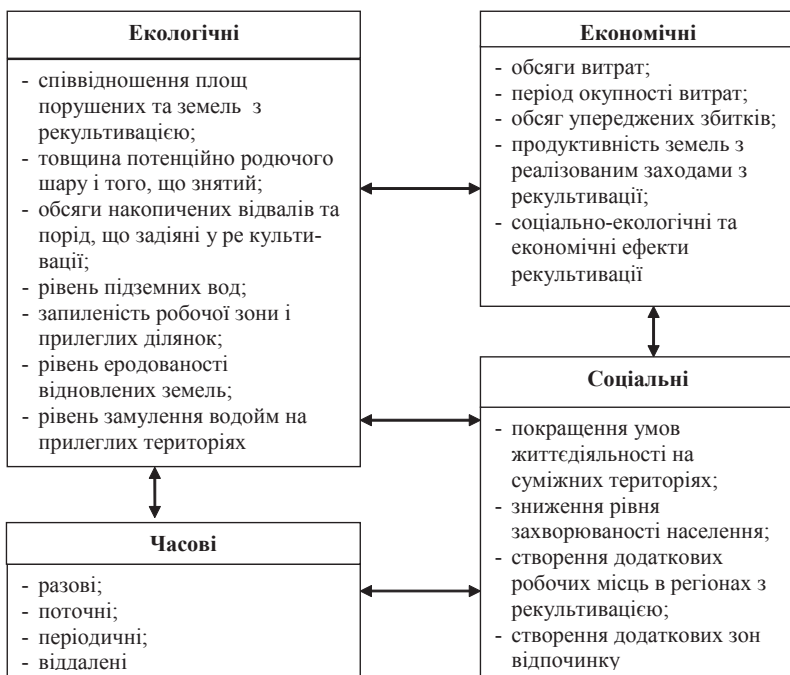 Екологічні
- співвідношення площ
порушених та земель з
рекультивацією;
- товщина потенційно родючого
шару і того, що знятий;
- обсяги накопичених відвалів та
порід, що задіяні у ре культи-
вації;
- рівень підземних вод;
- запиленість робочої зони і
прилеглих ділянок;
- рівень еродованості
відновлених земель;
- рівень замулення водойм на
прилеглих територіях
Економічні
- обсяги витрат;
- період окупності витрат;
- обсяг упереджених збитків;
- продуктивність земель з
реалізованим заходами з
рекультивації;
- соціально-екологічні та
економічні ефекти
рекультивації
Часові
- разові;
- поточні;
- періодичні;
- віддалені
Соціальні
- покращення умов
життєдіяльності на
суміжних територіях;
- зниження рівня
захворюваності населення;
- створення додаткових
робочих місць в регіонах з
рекультивацією;
- створення додаткових зон
відпочинку